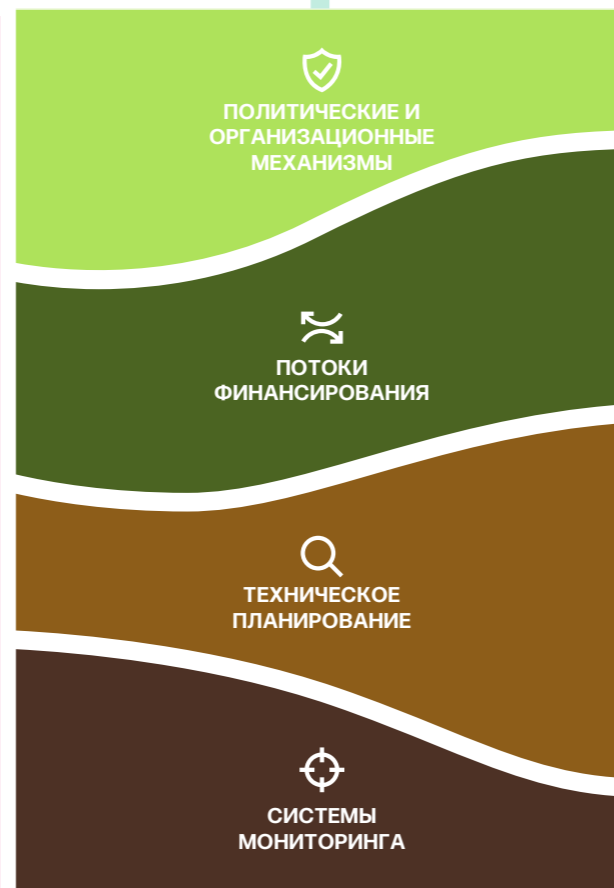 ПОЛИТИЧЕСКИЕ И
ОРГАНИЗАЦИОННЫЕ
МЕХАНИЗМЫ
ПОТОКИ
ФИНАНСИРОВАНИЯ
ТЕХНИЧЕСКОЕ
ПЛАНИРОВАНИЕ
СИСТЕМЫ
МОНИТОРИНГА